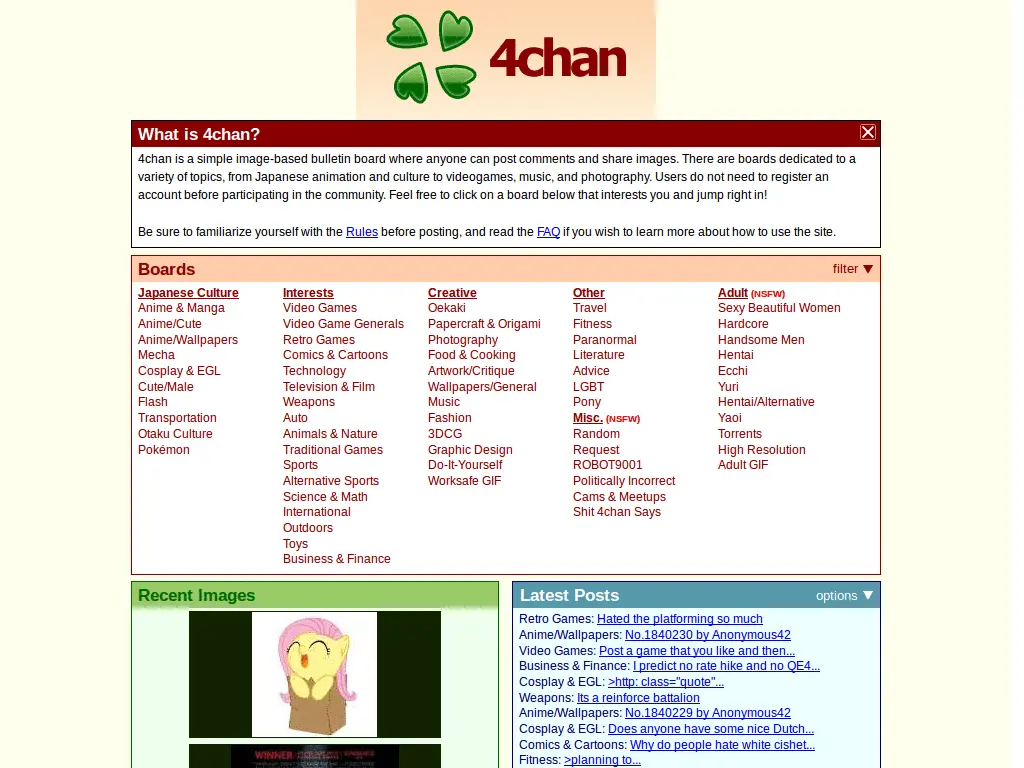 4chan
What is 4chan?
4chan is a simple image-based bulletin board where anyone can post comments and share images. There are boards dedicated to a
variety of topics, from Japanese animation and culture to videogames, music, and photography. Users do not need to register an
account before participating in the community. Feel free to click on a board below that interests you and jump right in!
Be sure to familiarize yourself with the Rules before posting, and read the FAQ if you wish to learn more about how to use the site.
Boards
filter ▼
Japanese Culture
Anime & Manga
Anime/Cute
Anime/Wallpapers
Mecha
Cosplay & EGL
Cute/Male
Flash
Transportation
Otaku Culture
Pokémon
Interests
Video Games
Video Game Generals
Retro Games
Comics & Cartoons
Technology
Television & Film
Weapons
Auto
Animals & Nature
Traditional Games
Sports
Alternative Sports
Science & Math
International
Outdoors
Toys
Business & Finance
Creative
Oekaki
Papercraft & Origami
Photography
Food & Cooking
Artwork/Critique
Wallpapers/General
Music
Fashion
3DCG
Graphic Design
Do-It-Yourself
Worksafe GIF
Other
Travel
Fitness
Paranormal
Literature
Advice
LGBT
Pony
Misc. (NSFW)
Random
Request
ROBOT9001
Politically Incorrect
Cams & Meetups
Shit 4chan Says
Adult (NSFW)
Sexy Beautiful Women
Hardcore
Handsome Men
Hentai
Ecchi
Yuri
Hentai/Alternative
Yaoi
Torrents
High Resolution
Adult GIF
Recent Images
WINNER
Latest Posts
options ▼
Retro Games: Hated the platforming so much
Anime/Wallpapers: No.1840230 by Anonymous42
Video Games: Post a game that you like and then...
Business & Finance: I predict no rate hike and no QE4...
Cosplay & EGL: >http: class="quote"...
Weapons: Its a reinforce battalion
Anime/Wallpapers: No.1840229 by Anonymous42
Cosplay & EGL: Does anyone have some nice Dutch...
Comics & Cartoons: Why do people hate white cishet...
Fitness: >planning to...